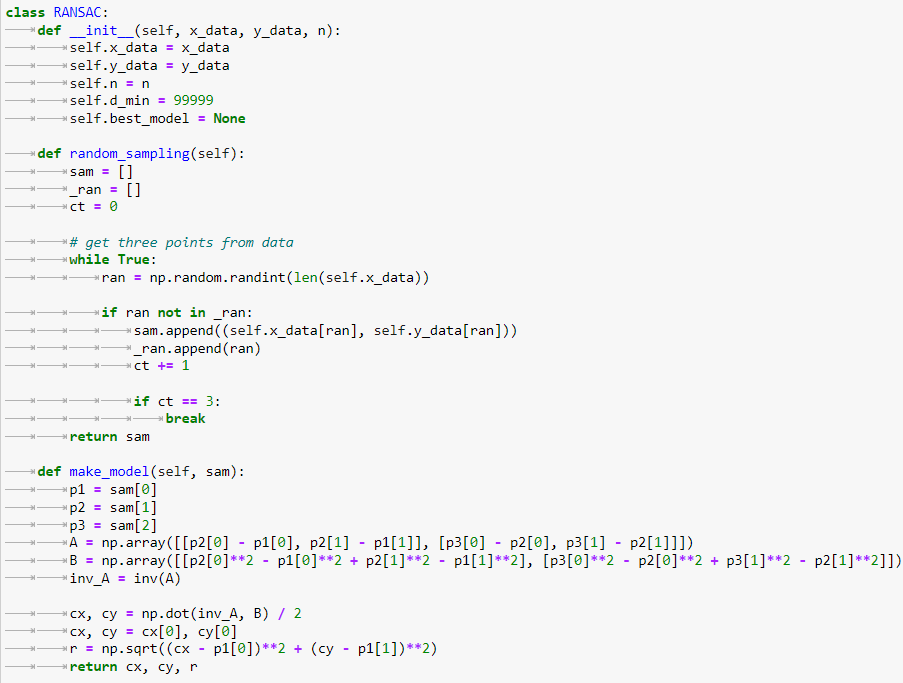 class RANSAC:
def __init__(self, x_data, y_data, n):
self.x_data = x_data
self.y_data = y_data
self.n = n
self.d_min = 99999
self.best_model = None
def random_sampling(self):
sam = []
_ran = []
ct = 0
# get three points from data
while True:
ran = np.random.randint(len(self.x_data))
if ran not in _ran:
sam.append((self.x_data[ran], self.y_data[ran]))
_ran.append(ran)
ct += 1
if ct == 3:
break
return sam
def make_model(self, sam):
p1 = sam[0]
p2 = sam[1]
p3 = sam[2]
A = np.array([[p2[0] - p1[0], p2[1] - p1[1]], [p3[0] - p2[0], p3[1] - p2[1]]])
B = np.array([[p2[0]**2 - p1[0]**2 + p2[1]**2 - p1[1]**2], [p3[0]**2 - p2[0]**2 + p3[1]**2 - p2[1]**2]])
inv_A = inv(A)
cx, cy = np.dot(inv_A, B) / 2
cx, cy = cx[0], cy[0]
r = np.sqrt((cx - p1[0])**2 + (cy - p1[1])**2)
return cx, cy, r